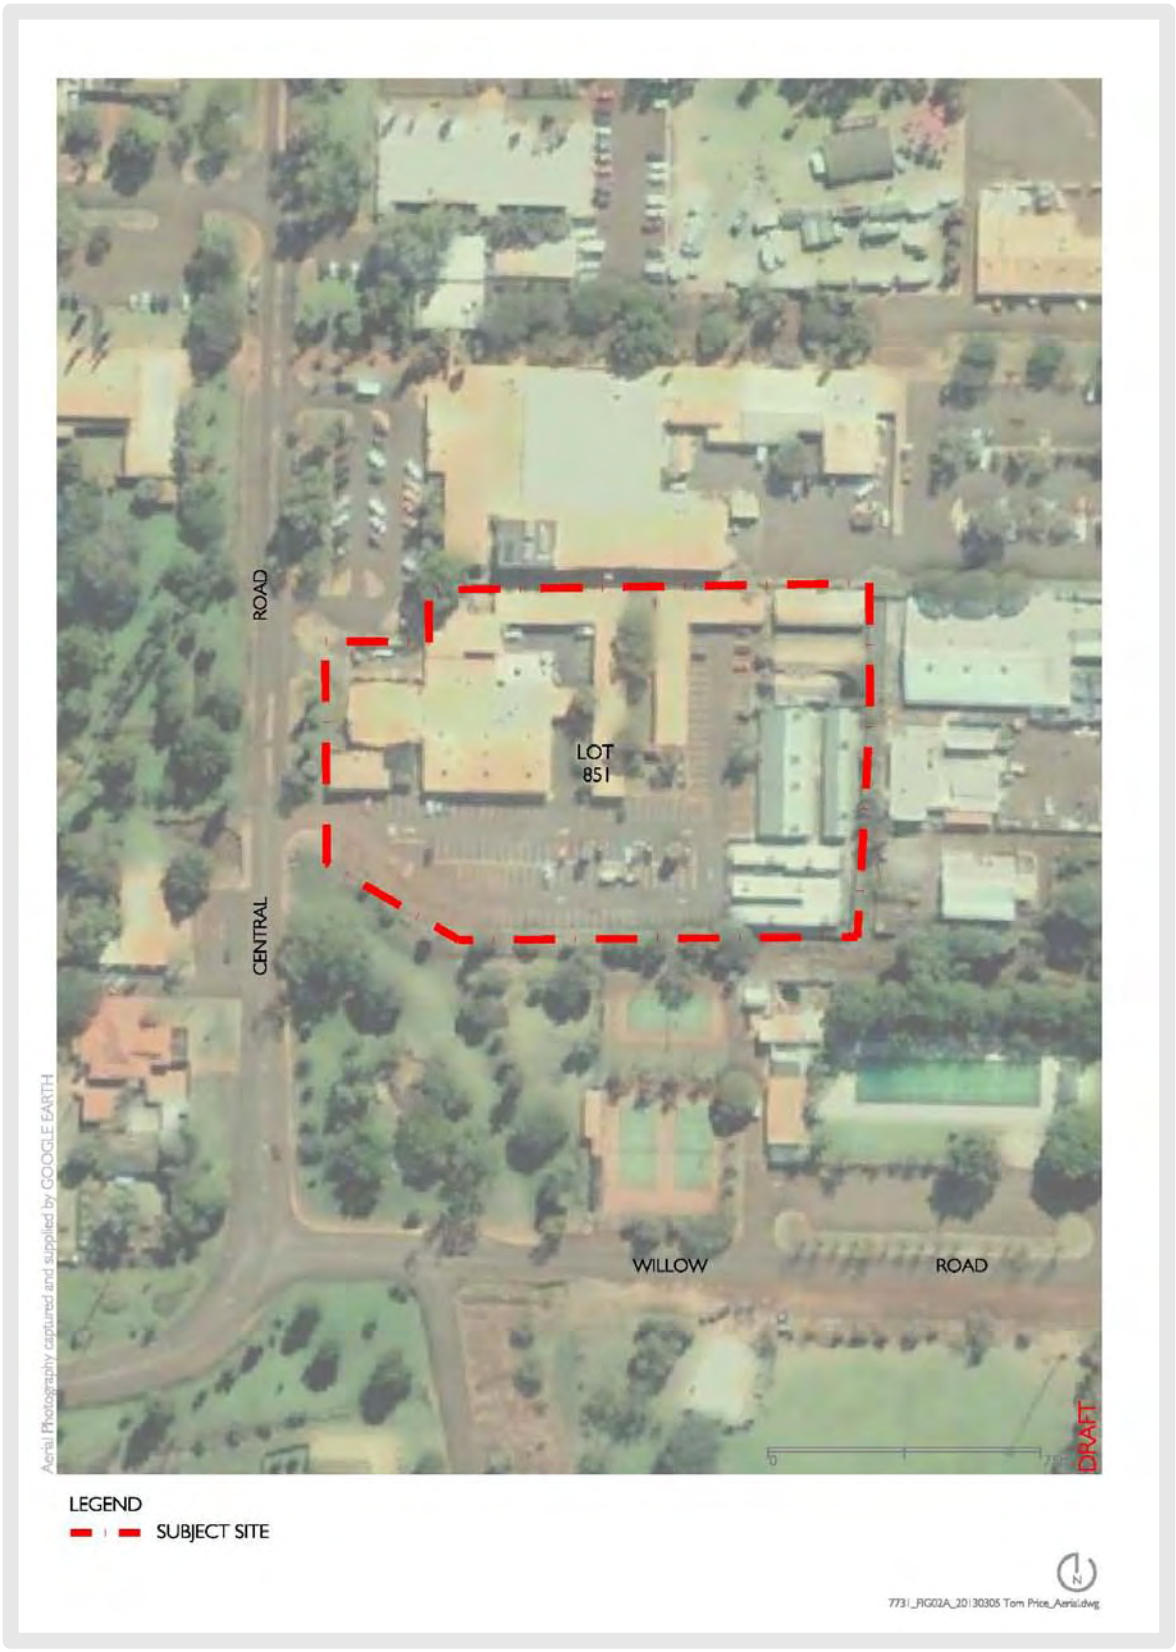 ROAD
LOT
851
CENTRAL
WILLOW
ROAD
Aerial Photography captured and supplied by GOOGLE EARTH
0
DRAFT
LEGEND
SUBJECT SITE
N
7731_FIG02A_20130305 Tom Price_Aerial.dwg